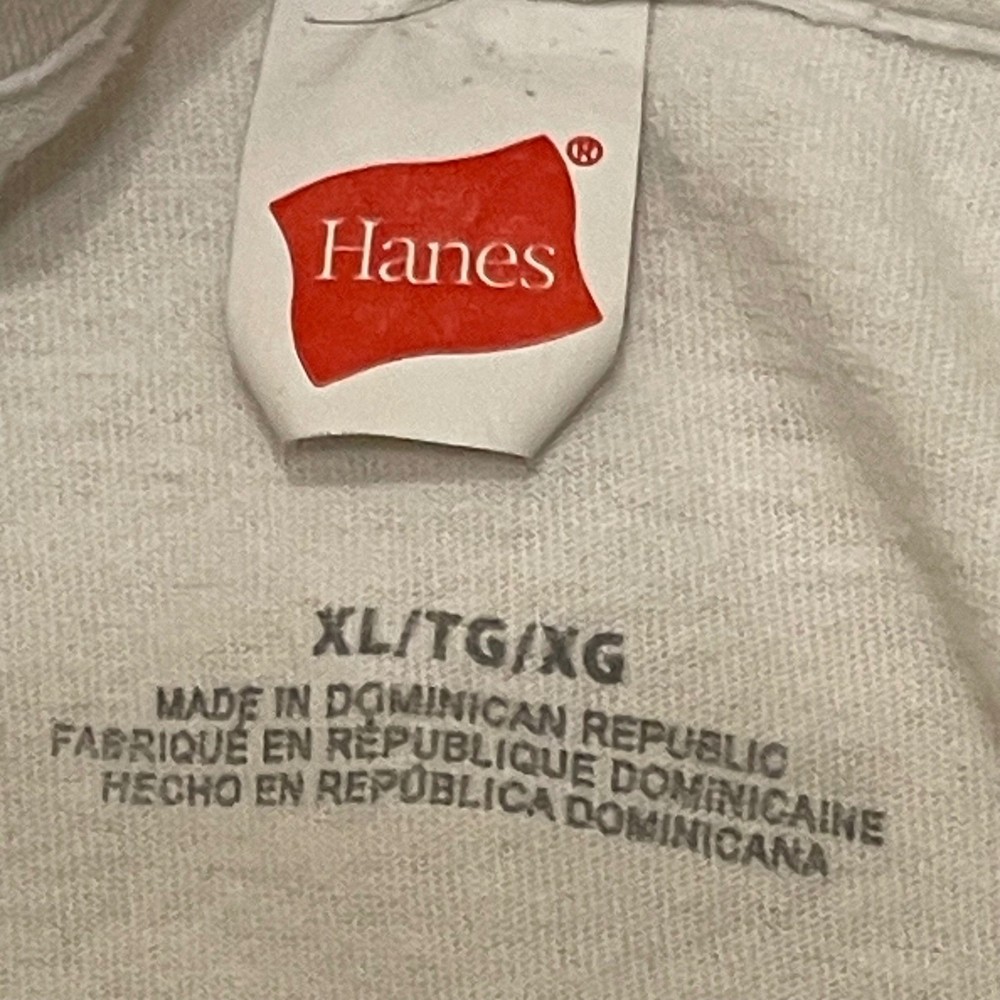 Hanes®
XL/TG/XG
MADE IN DOMINICAN REPUBLIC
FABRIQUÉ EN RÉPUBLIQUE DOMINICAINE
HECHO EN REPÚBLICA DOMINICANA